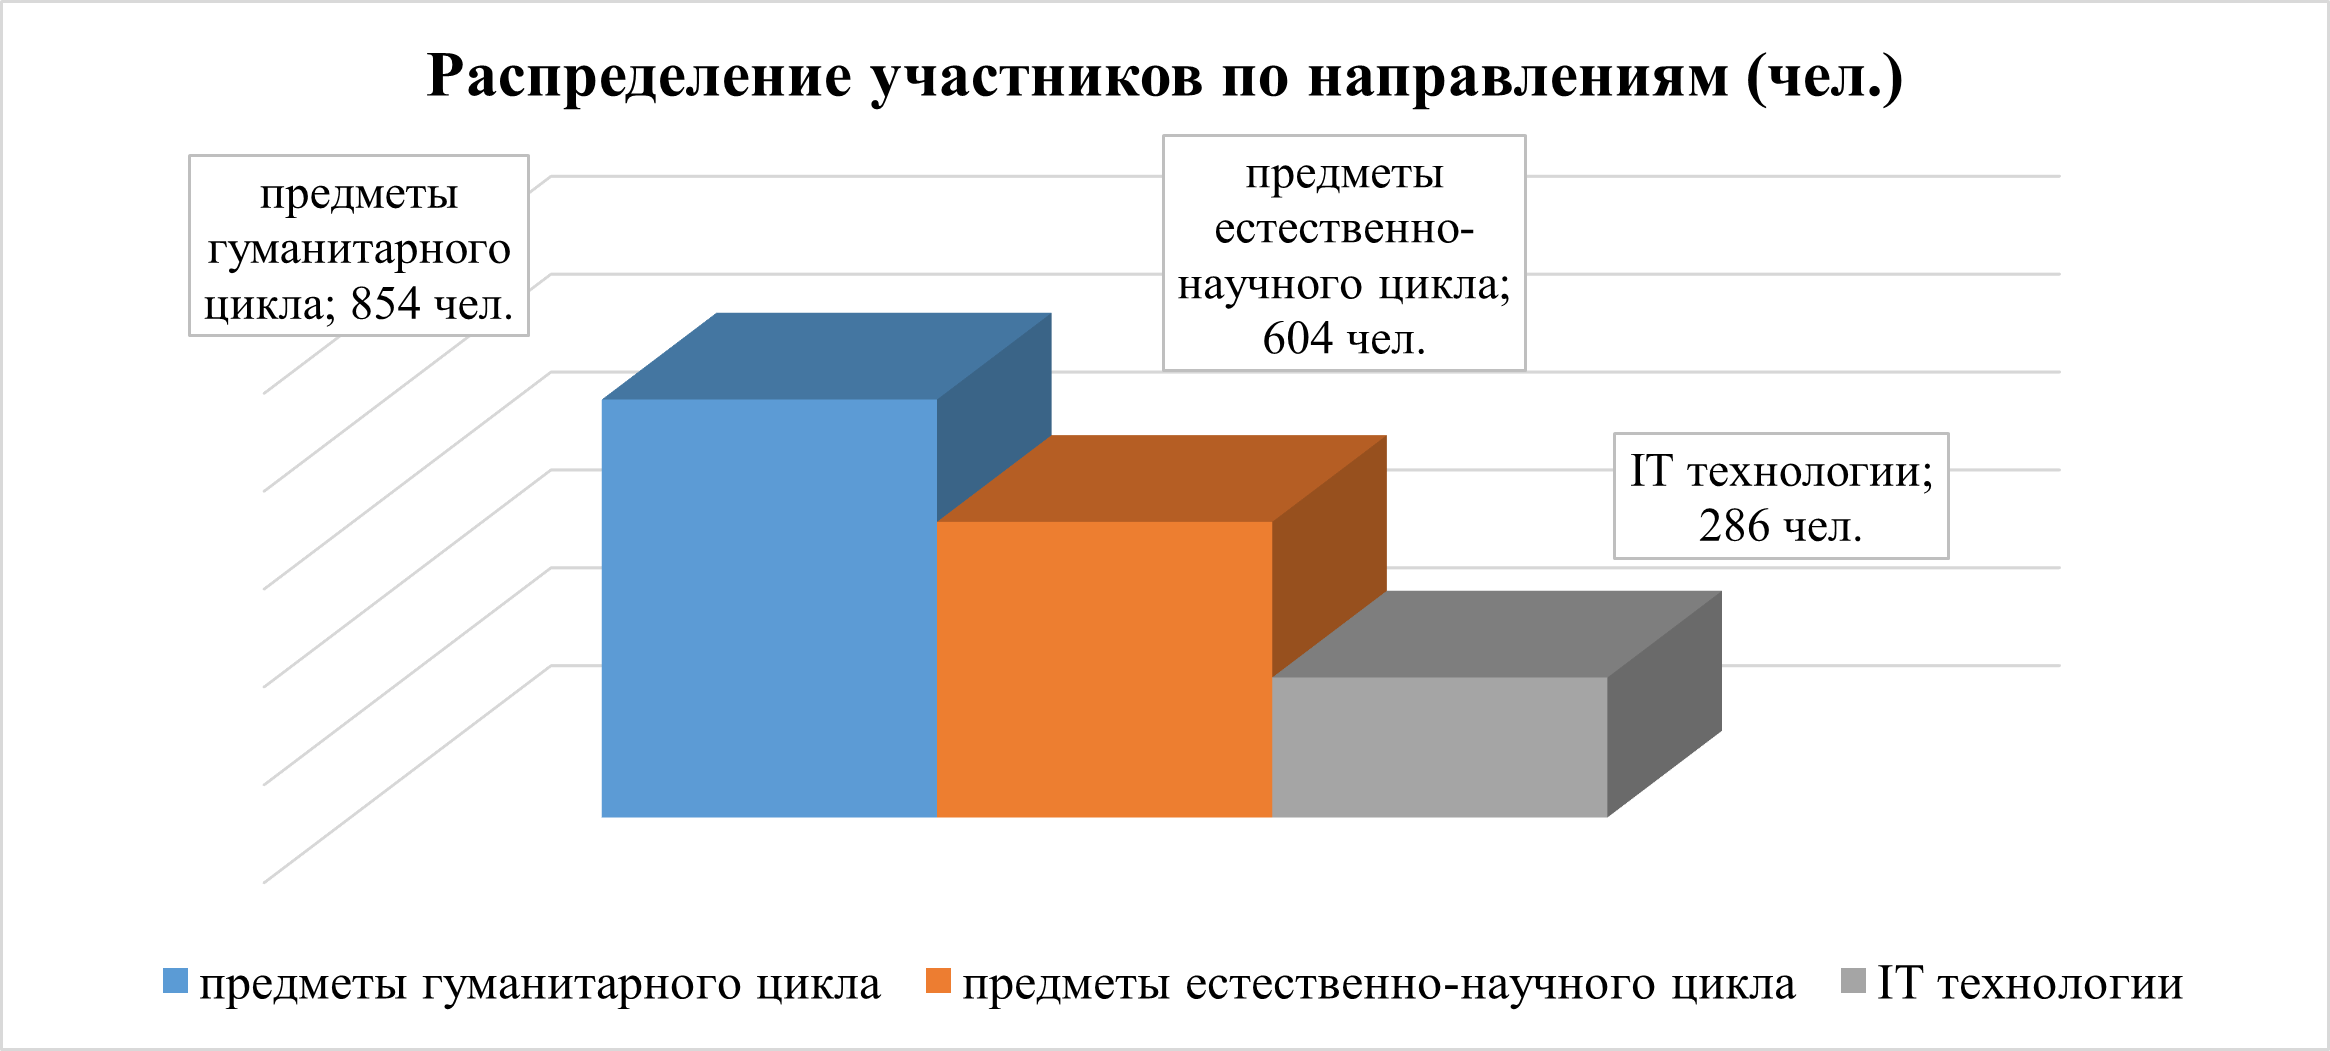 Распределение участников по направлениям (чел.)
предметы
гуманитарного
цикла; 854 чел.
предметы
естественно-
научного цикла;
604 чел.
IT технологии;
286 чел.
предметы гуманитарного цикла
предметы естественно-научного цикла
IT технологии